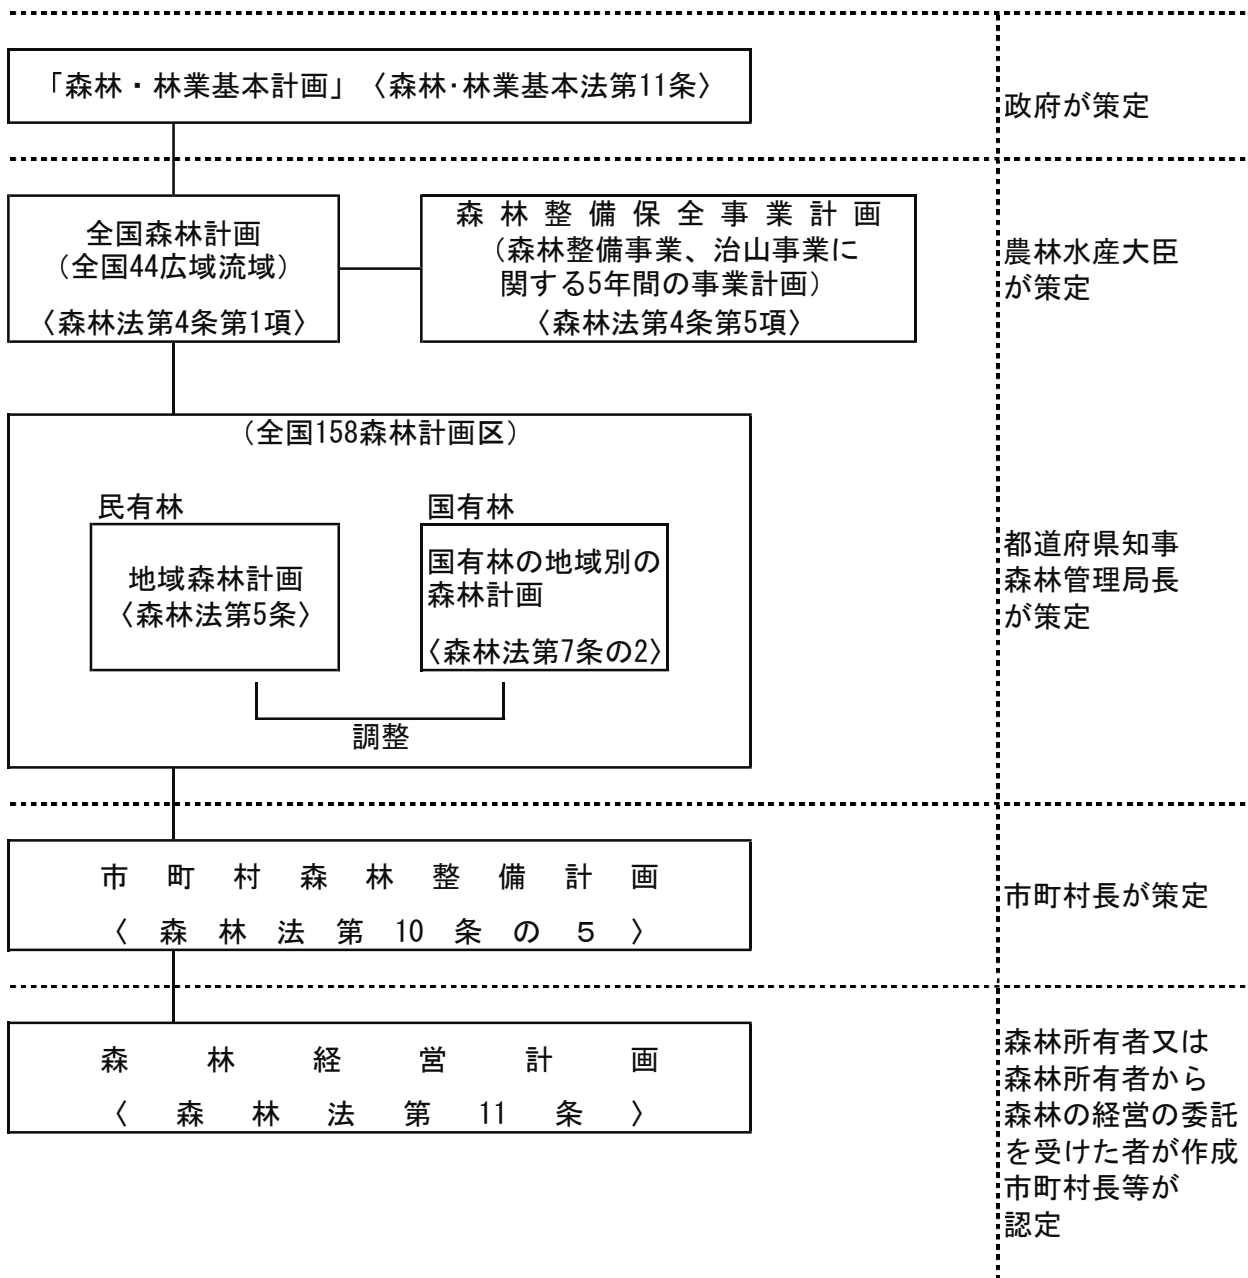 「森林・林業基本計画」〈森林・林業基本法第11条〉
政府が策定
全国森林計画
(全国44広域流域)
〈森林法第4条第1項〉
森林整備保全事業計画
(森林整備事業、治山事業に
関する5年間の事業計画)
〈森林法第4条第5項〉
農林水産大臣
が策定
(全国158森林計画区)
民有林
地域森林計画
〈森林法第5条〉
国有林
国有林の地域別の
森林計画
〈森林法第7条の2〉
調整
都道府県知事
森林管理局長
が策定
市町村森林整備計画
〈森林法第10条の5〉
市町村長が策定
森林経営計画
〈森林法第11条〉
森林所有者又は
森林所有者から
森林の経営の委託
を受けた者が作成
市町村長等が
認定